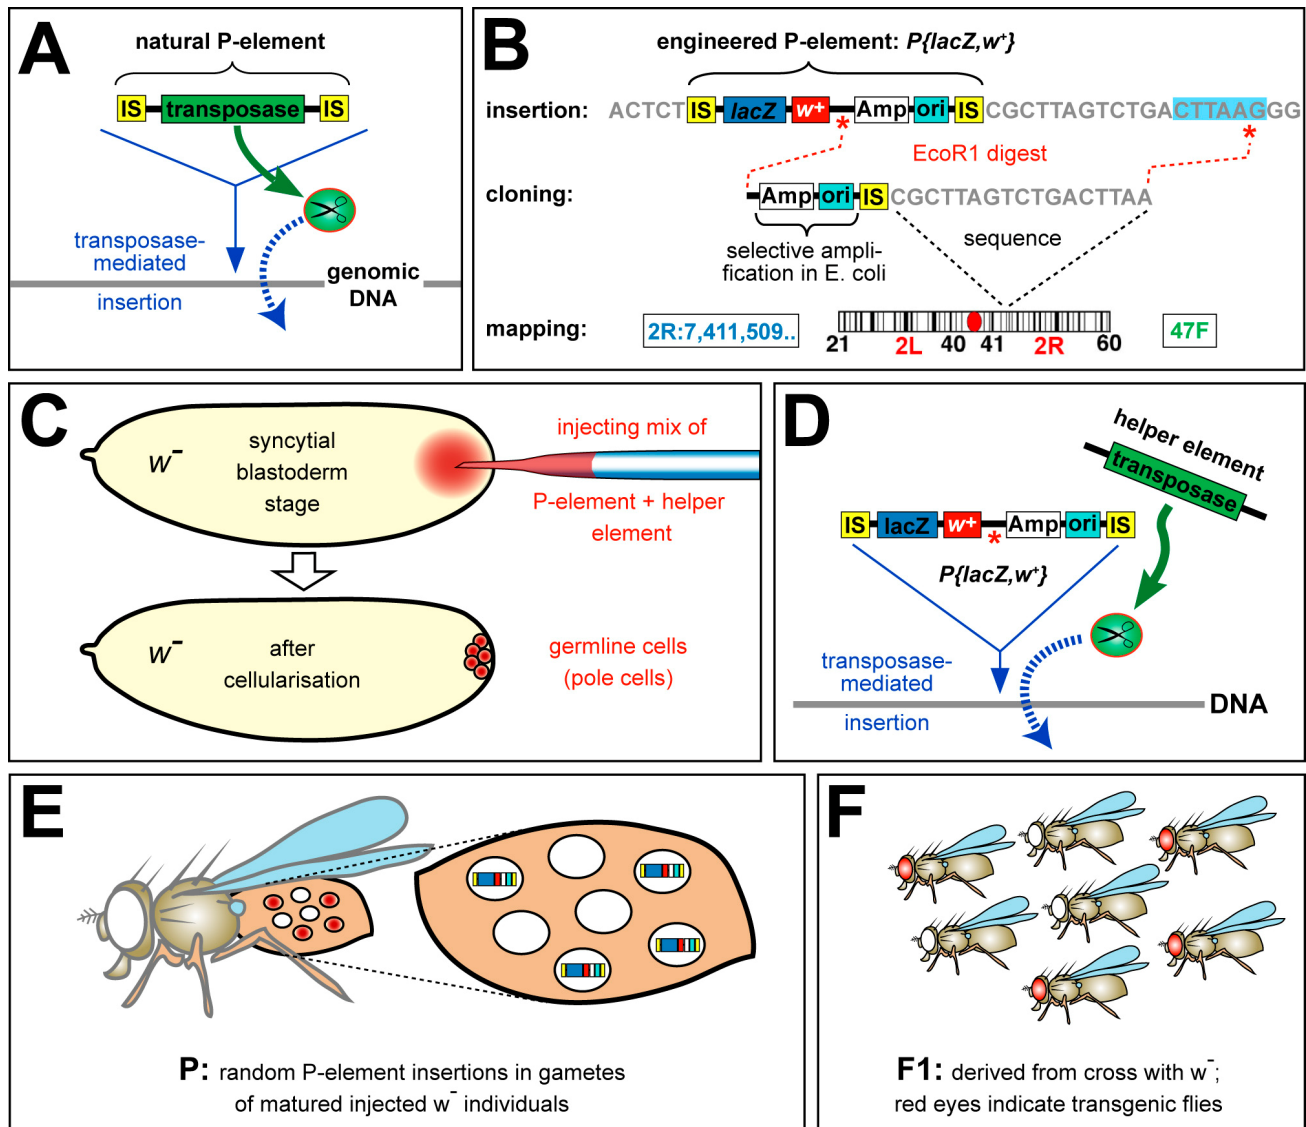 A
natural P-element
IS transposase IS
transposase-
mediated
insertion
genomic
DNA
B
engineered P-element: P{lacZ,w+}
insertion: ACTCT IS lacZ w+ Amp ori IS CGCTTAGTCTGACTTAAGGG
*
*
EcoR1 digest
cloning: Amp ori IS CGCTTAGTCTGACTTAA
selective ampli-
fication in E. coli
sequence
mapping: 2R:7,411,509.. 47F
21 2L 40 41 2R 60
C
w-
syncytial
blastoderm
stage
injecting mix of
P-element + helper
element
w-
after
cellularisation
germline cells
(pole cells)
D
helper element
transposase
IS lacZ w+ Amp ori IS
*
P{lacZ,w+}
transposase-
mediated
insertion
DNA
E
P: random P-element insertions in gametes
of matured injected w- individuals
F
F1: derived from cross with w-;
red eyes indicate transgenic flies